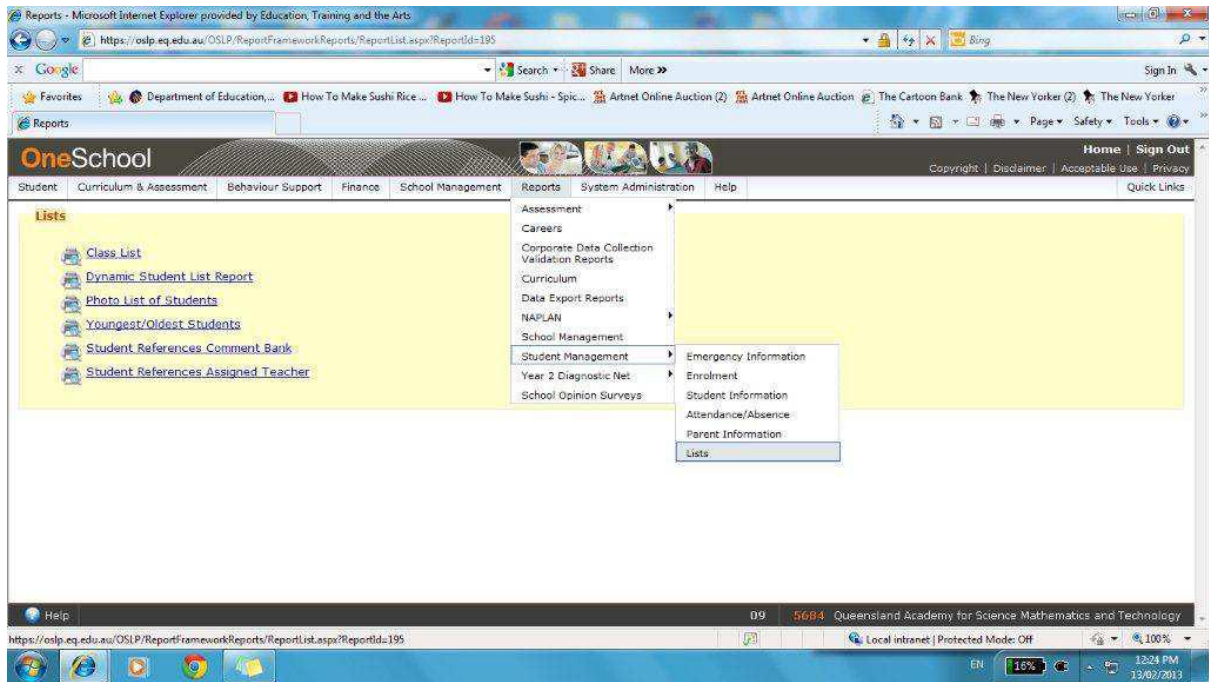 Reports - Microsoft Internet Explorer provided by Education, Training and the Arts
https://oslp.eq.edu.au/OSLP/ReportFrameworkReports/ReportList.aspx?ReportId=195
Bing
x Google
Search
Share
More »
Sign In
Favorites
Department of Education,...
How To Make Sushi Rice ...
How To Make Sushi - Spic...
Artnet Online Auction (2)
Artnet Online Auction
The Cartoon Bank
The New Yorker (2)
The New Yorker
Reports
Page
Safety
Tools
OneSchool
Home | Sign Out
Copyright | Disclaimer | Acceptable Use | Privacy
Student
Curriculum & Assessment
Behaviour Support
Finance
School Management
Reports
System Administration
Help
Quick Links
Lists
Class List
Dynamic Student List Report
Photo List of Students
Youngest/Oldest Students
Student References Comment Bank
Student References Assigned Teacher
Assessment
Careers
Corporate Data Collection
Validation Reports
Curriculum
Data Export Reports
NAPLAN
School Management
Student Management
Year 2 Diagnostic Net
School Opinion Surveys
Emergency Information
Enrolment
Student Information
Attendance/Absence
Parent Information
Lists
Help
D9 5684 Queensland Academy for Science Mathematics and Technology
https://oslp.eq.edu.au/OSLP/ReportFrameworkReports/ReportList.aspx?ReportId=195
Local intranet | Protected Mode: Off
100%
EN
16%
12:24 PM
13/02/2013